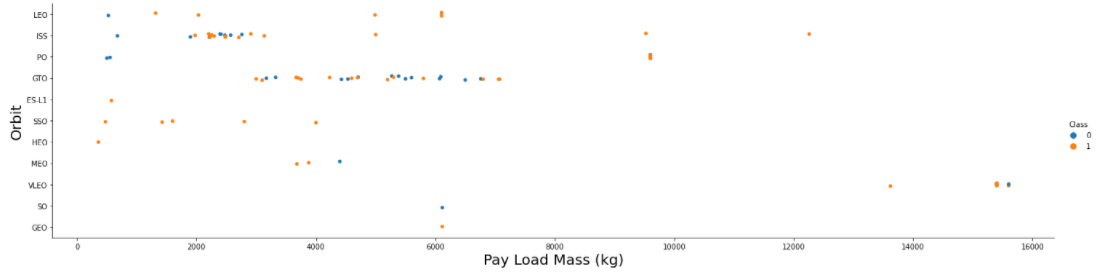 LEO
ISS
PO
GTO
ES-L1
SSO
HEO
MEO
VLEO
SO
GEO
Orbit
0
2000
4000
6000
8000
10000
12000
14000
16000
Pay Load Mass (kg)
Class
0
1